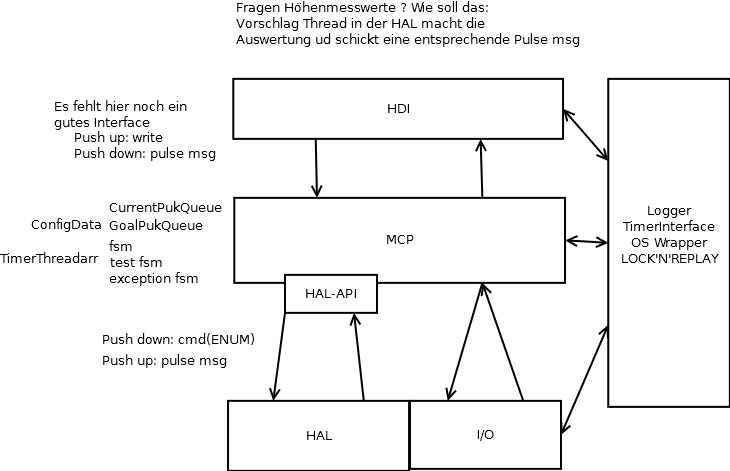 Fragen Höhenmesswerte ? Wie soll das:
Vorschlag Thread in der HAL macht die
Auswertung ud schickt eine entsprechende Pulse msg
HDI
Es fehlt hier noch ein
gutes Interface
Push up: write
Push down: pulse msg
Logger
TimerInterface
OS Wrapper
LOCK'N'REPLAY
CurrentPukQueue
ConfigData
GoalPukQueue
fsm
TimerThreadarr
test fsm
exception fsm
MCP
HAL-API
Push down: cmd(ENUM)
Push up: pulse msg
HAL
I/O